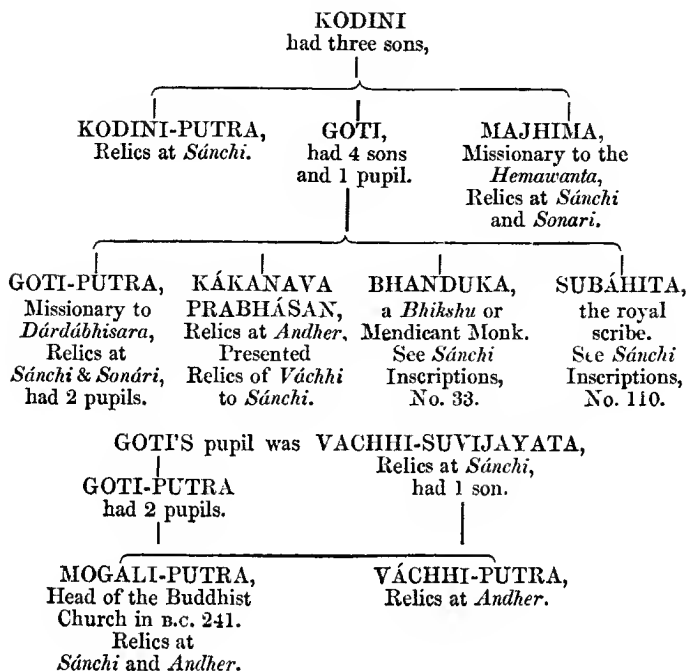 KODINI
had three sons,
KODINI-PUTRA,
Relics at Sánchi.
GOTI,
had 4 sons
and 1 pupil.
MAJHIMA,
Missionary to the
Hemawanta,
Relics at Sánchi
and Sonari.
GOTI-PUTRA,
Missionary to
Dárdábhisara,
Relics at
Sánchi & Sonári,
had 2 pupils.
KÁKANAVA
PRABHÁSAN,
Relics at Andher.
Presented
Relics of Váchhi
to Sánchi.
BHANDUKA,
a Bhikshu or
Mendicant Monk.
See Sánchi
Inscriptions,
No. 33.
SUBÁHITA,
the royal
scribe.
See Sánchi
Inscriptions,
No. 110.
GOTI'S pupil was VACHHI-SUVIJAYATA,
Relics at Sánchi,
had 1 son.
GOTI-PUTRA
had 2 pupils.
MOGALI-PUTRA,
Head of the Buddhist
Church in B.C. 241.
Relics at
Sánchi and Andher.
VÁCHHI-PUTRA,
Relics at Andher.